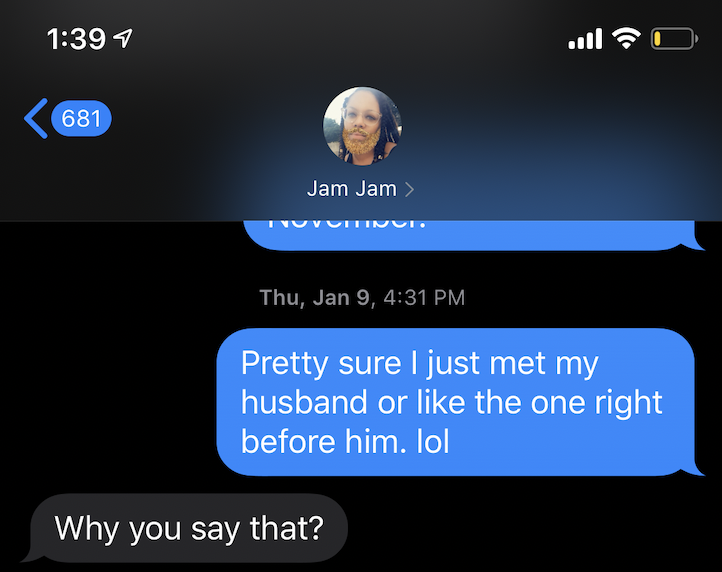 1:39
681
Jam Jam
November.
Thu, Jan 9, 4:31 PM
Pretty sure I just met my
husband or like the one right
before him. lol
Why you say that?